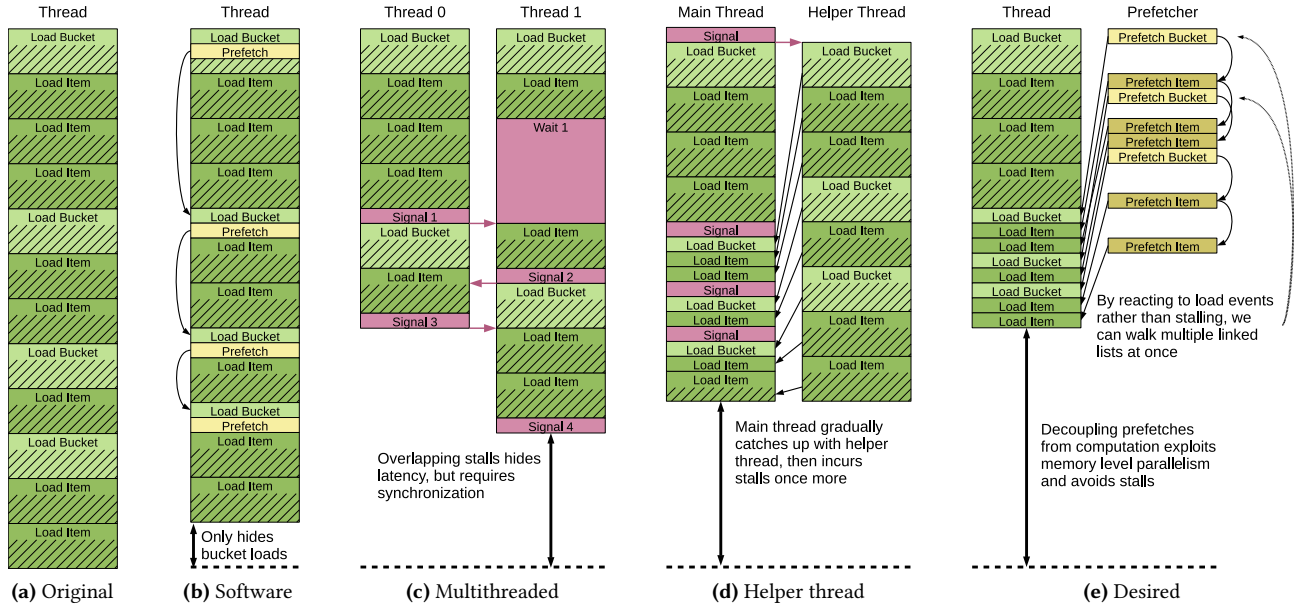 Thread
Load Bucket
Load Item
Load Item
Load Item
Load Bucket
Load Item
Load Item
Load Bucket
Load Item
Load Bucket
Load Item
Load Item
(a) Original
Thread
Load Bucket
Prefetch
Load Item
Load Item
Load Item
Load Bucket
Prefetch
Load Item
Load Item
Load Bucket
Prefetch
Load Item
Load Bucket
Prefetch
Load Item
Load Item
Only hides
bucket loads
(b) Software
Thread 0
Load Bucket
Load Item
Load Item
Load Item
Signal 1
Load Bucket
Load Item
Signal 3
Thread 1
Load Bucket
Load Item
Wait 1
Load Item
Signal 2
Load Bucket
Load Item
Load Item
Signal 4
Overlapping stalls hides
latency, but requires
synchronization
(c) Multithreaded
Main Thread
Signal
Load Bucket
Load Item
Load Item
Load Item
Signal
Load Bucket
Load Item
Load Item
Signal
Load Bucket
Load Item
Signal
Load Bucket
Load Item
Load Item
Helper Thread
Load Bucket
Load Item
Load Item
Load Bucket
Load Item
Load Bucket
Load Item
Load Item
Main thread gradually
catches up with helper
thread, then incurs
stalls once more
(d) Helper thread
Thread
Load Bucket
Load Item
Load Item
Load Item
Load Bucket
Load Item
Load Item
Load Bucket
Load Item
Load Bucket
Load Item
Load Item
Prefetcher
Prefetch Bucket
Prefetch Item
Prefetch Bucket
Prefetch Item
Prefetch Item
Prefetch Bucket
Prefetch Item
Prefetch Item
By reacting to load events
rather than stalling, we
can walk multiple linked
lists at once
Decoupling prefetches
from computation exploits
memory level parallelism
and avoids stalls
(e) Desired